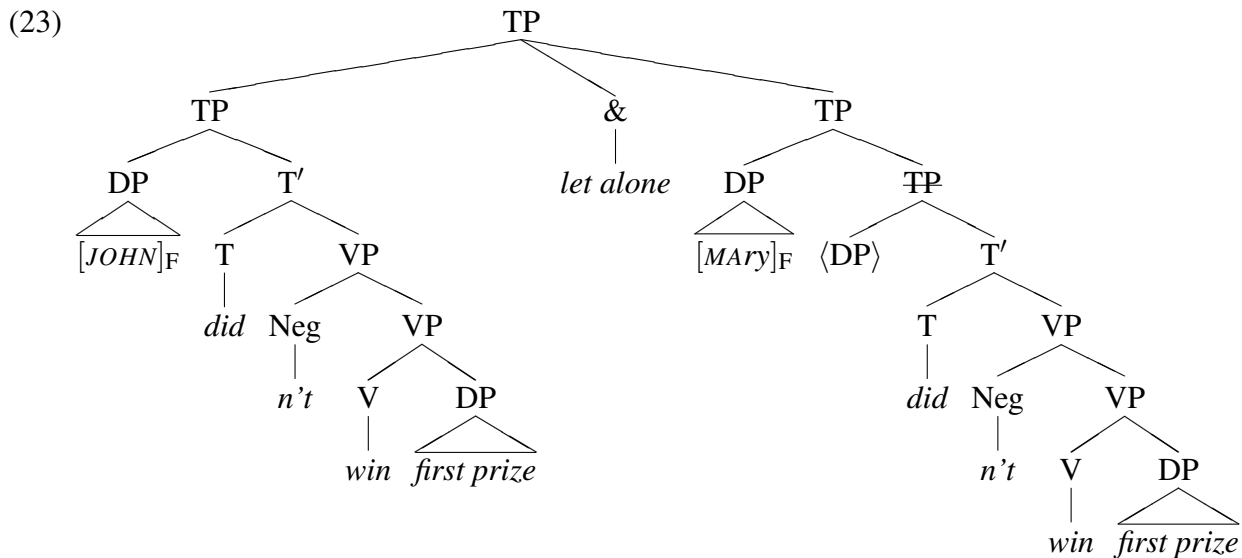 (23) TP
TP & TP
DP T′ let alone DP TP
[JOHN]F T VP [MAry]F ⟨DP⟩ T′
did Neg VP T VP
n't V DP did Neg VP
win first prize n't V DP
win first prize